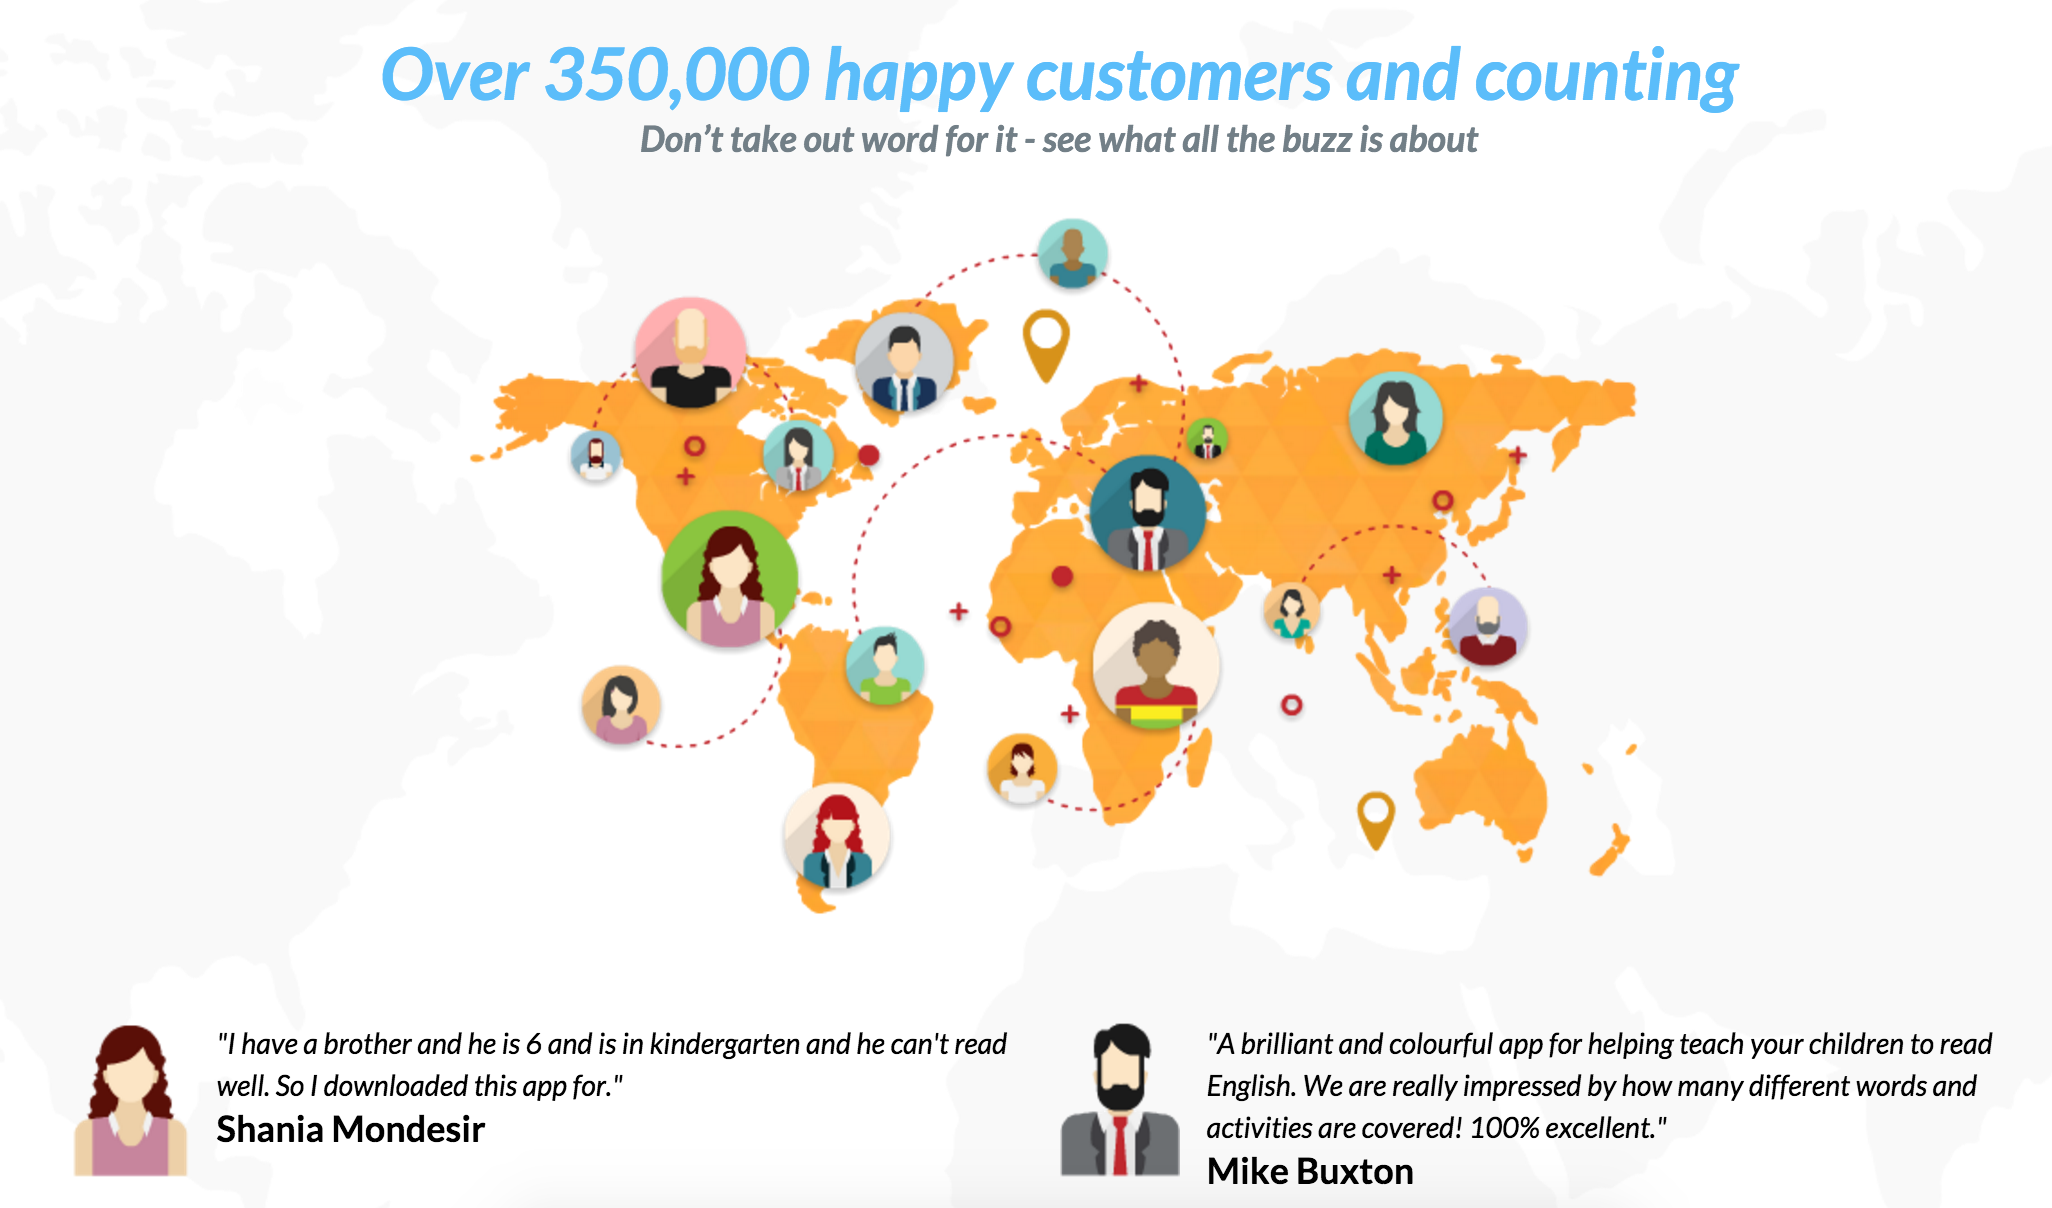 Over 350,000 happy customers and counting
Don’t take out word for it - see what all the buzz is about
"I have a brother and he is 6 and is in kindergarten and he can't read
well. So I downloaded this app for."
Shania Mondesir
"A brilliant and colourful app for helping teach your children to read
English. We are really impressed by how many different words and
activities are covered! 100% excellent."
Mike Buxton